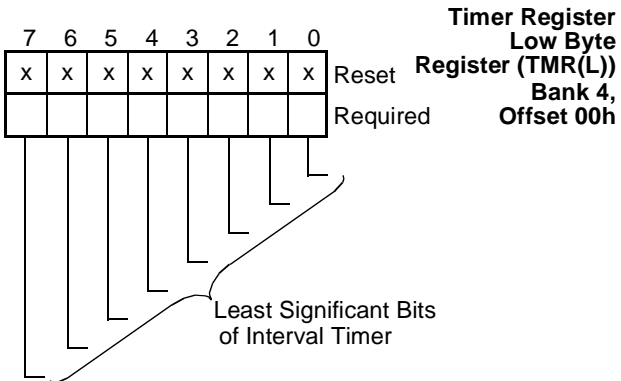 Timer Register
Low Byte
Register (TMR(L))
Bank 4,
Offset 00h
7 6 5 4 3 2 1 0
x x x x x x x x Reset
Required
Least Significant Bits
of Interval Timer